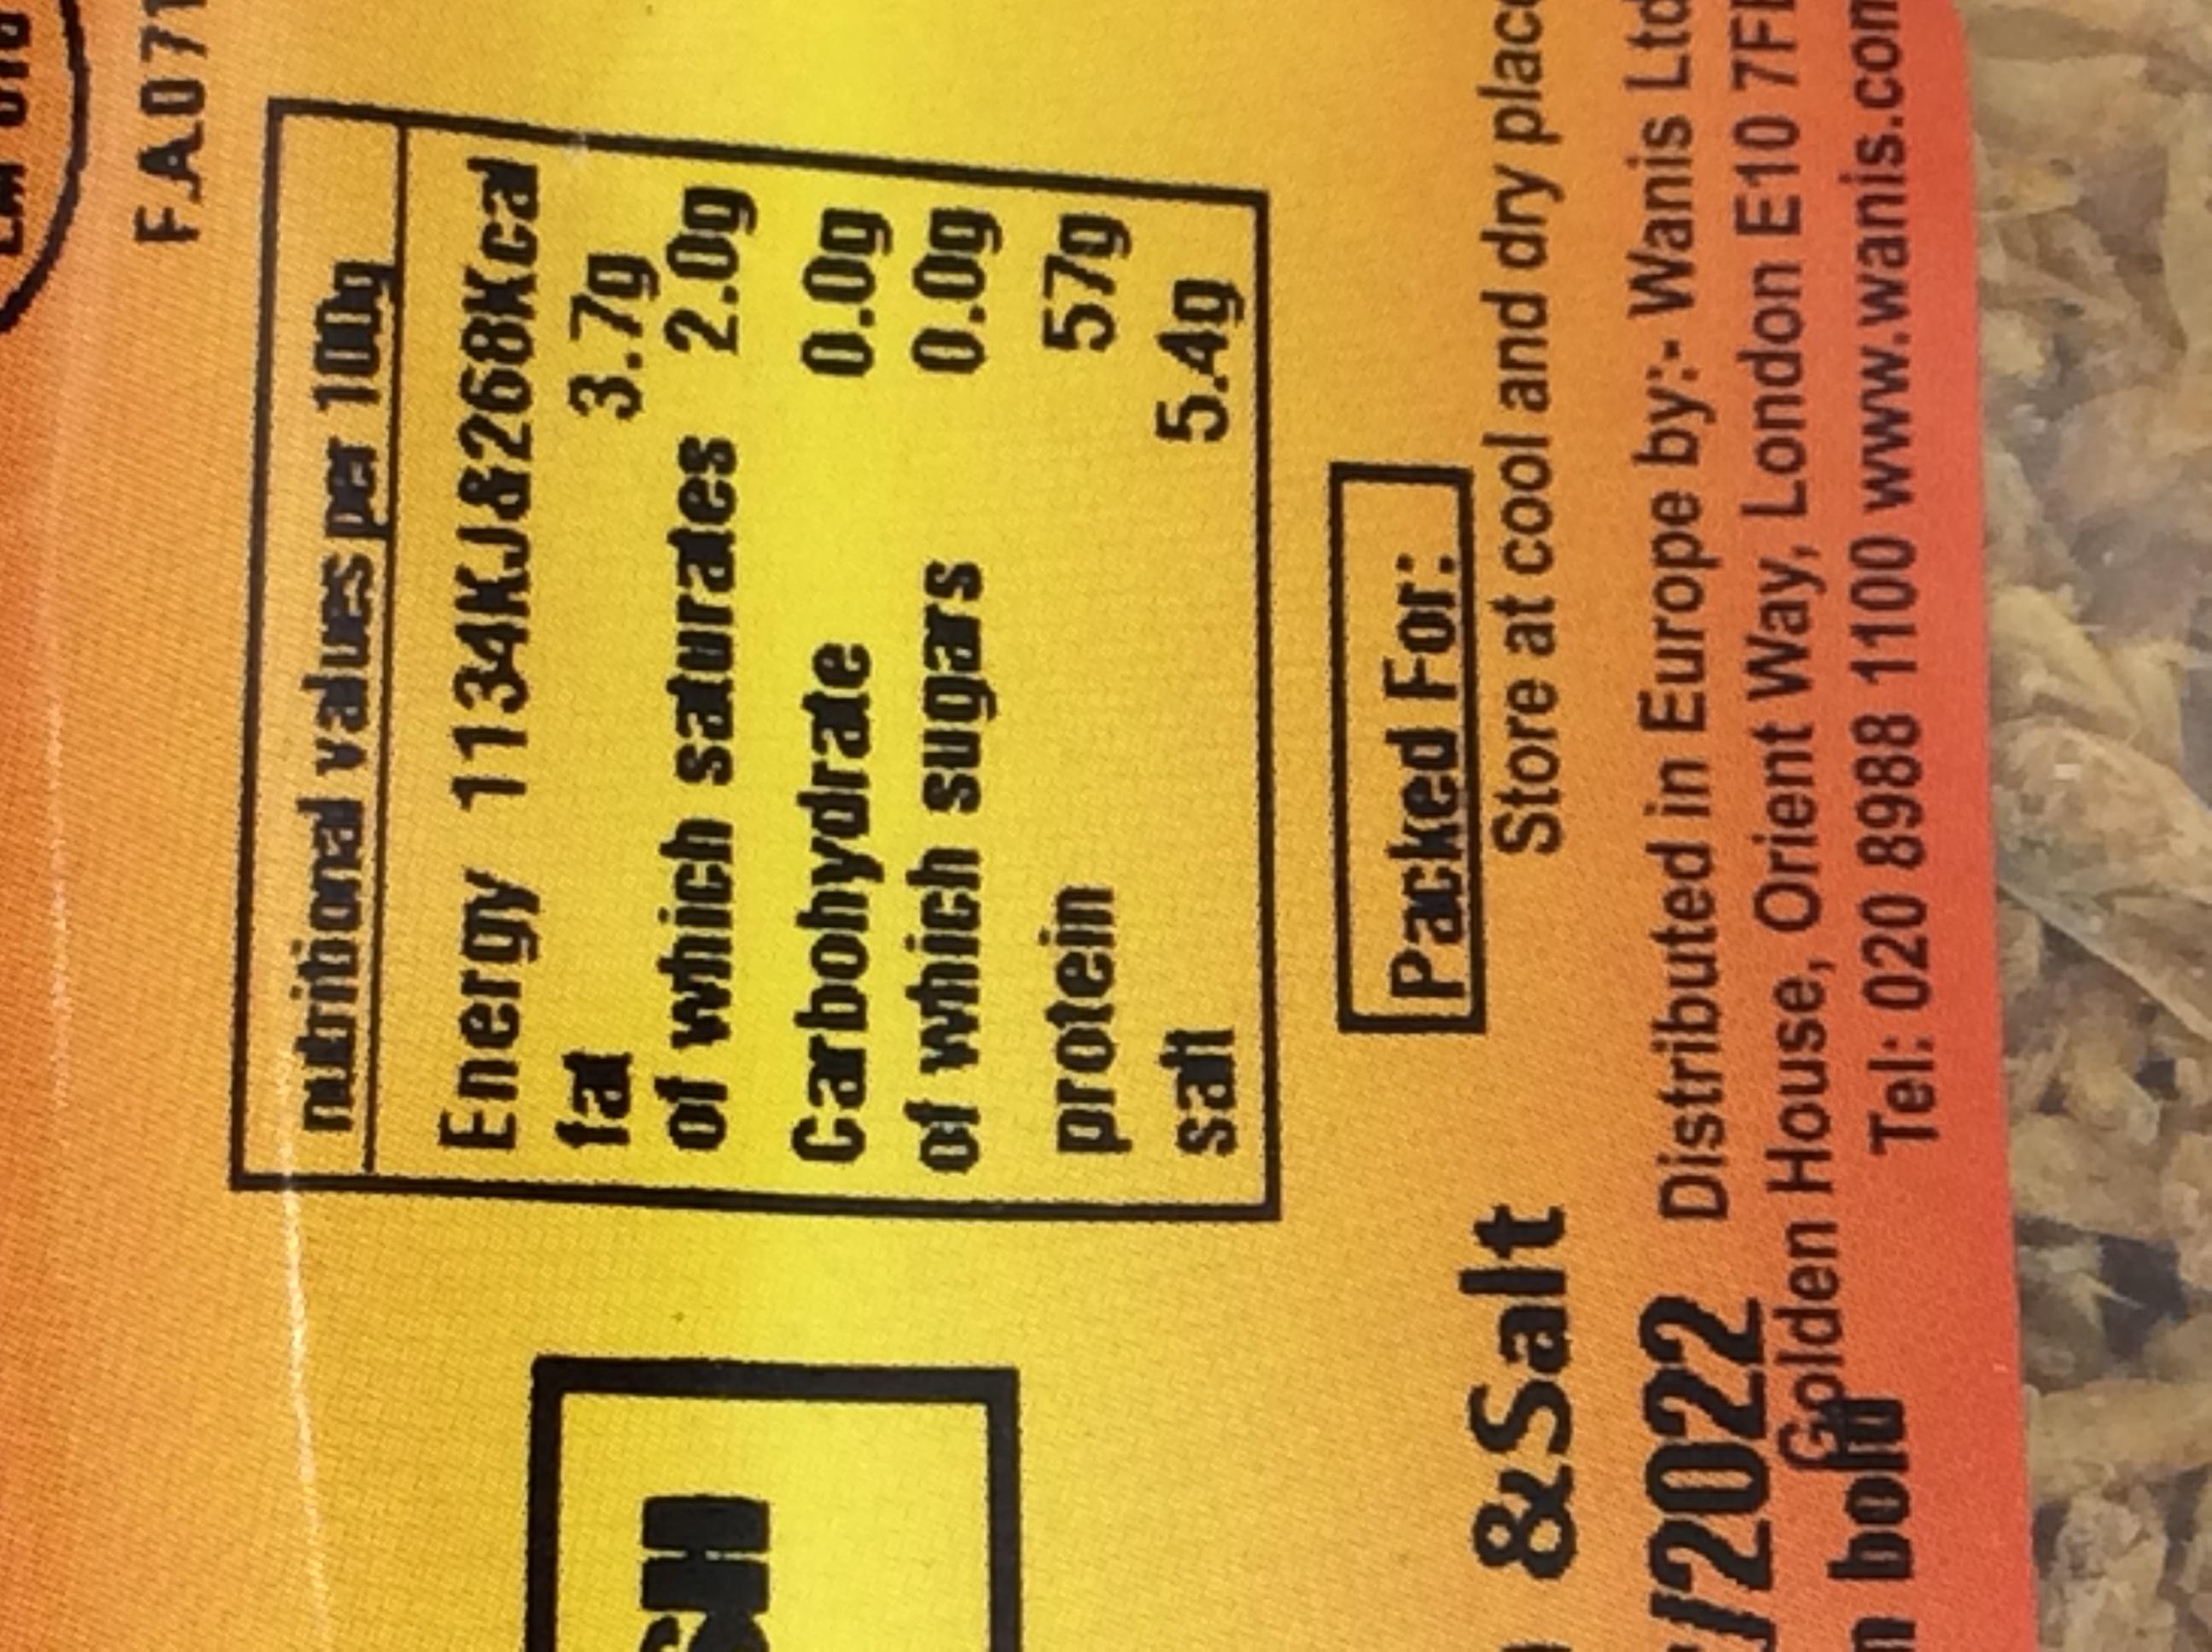 F.A071
nutritional values per 100g
Energy 1134KJ&268Kcal
fat 3.7g
of which saturates 2.0g
Carbohydrate 0.0g
of which sugars 0.0g
protein 57g
salt 5.4g
Packed For:
Store at cool and dry place
&Salt
/2022
Distributed in Europe by:- Wanis Ltd
Golden House, Orient Way, London E10
Tel: 020 8988 1100 www.wanis.com
bold